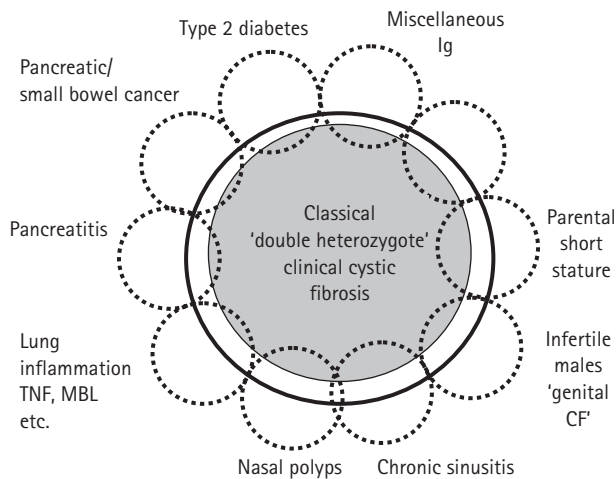 Type 2 diabetes
Miscellaneous
Ig
Pancreatic/
small bowel cancer
Pancreatitis
Classical
'double heterozygote'
clinical cystic
fibrosis
Parental
short
stature
Lung
inflammation
TNF, MBL
etc.
Infertile
males
'genital
CF'
Nasal polyps
Chronic sinusitis